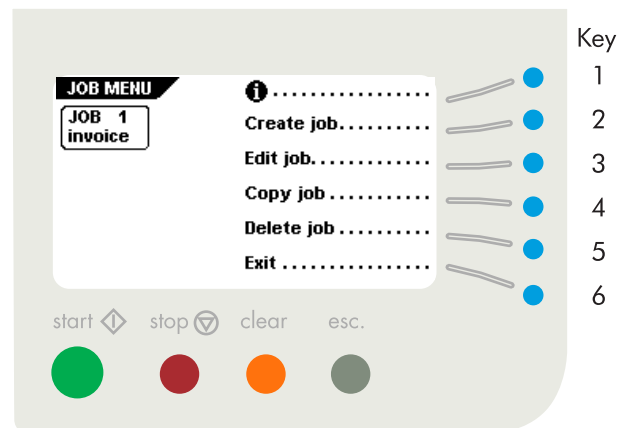 Key
JOB MENU
JOB 1
invoice
i.................
Create job..........
Edit job.............
Copy job...........
Delete job..........
Exit................
1
2
3
4
5
6
start
stop
clear
esc.